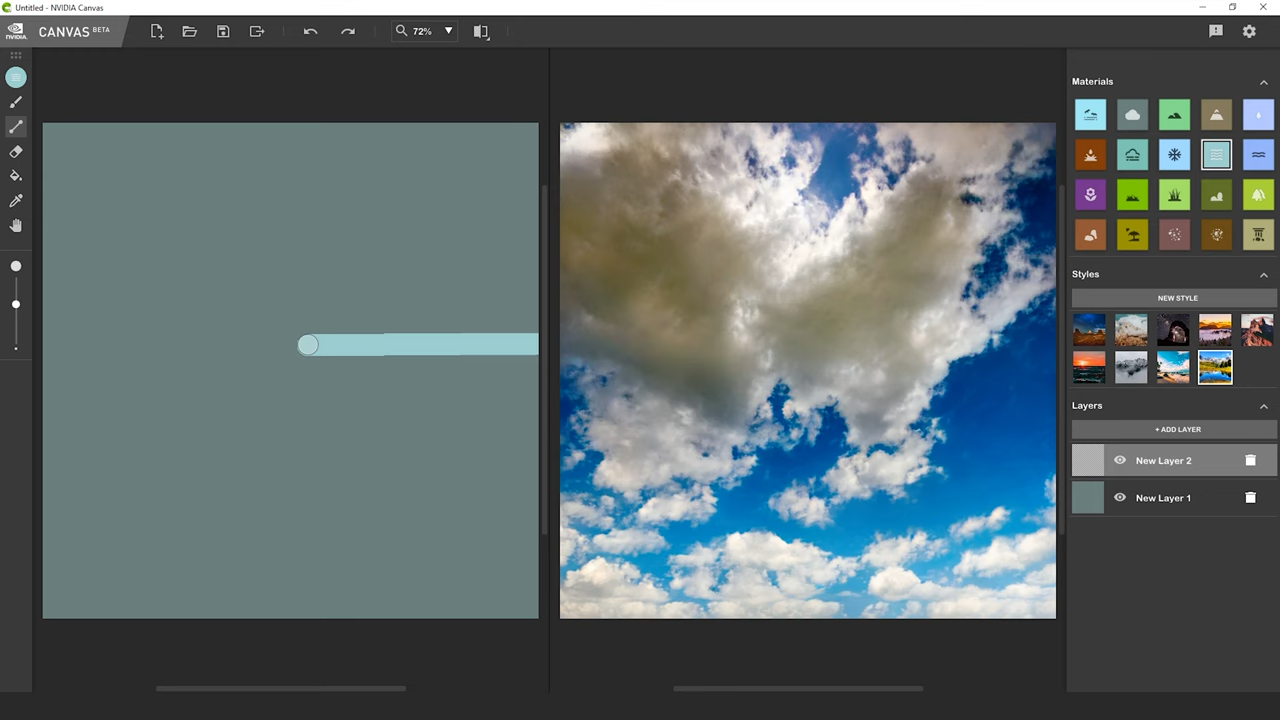 Untitled - NVIDIA Canvas
NVIDIA
CANVAS BETA
72%
Materials
Styles
NEW STYLE
Layers
+ ADD LAYER
New Layer 2
New Layer 1